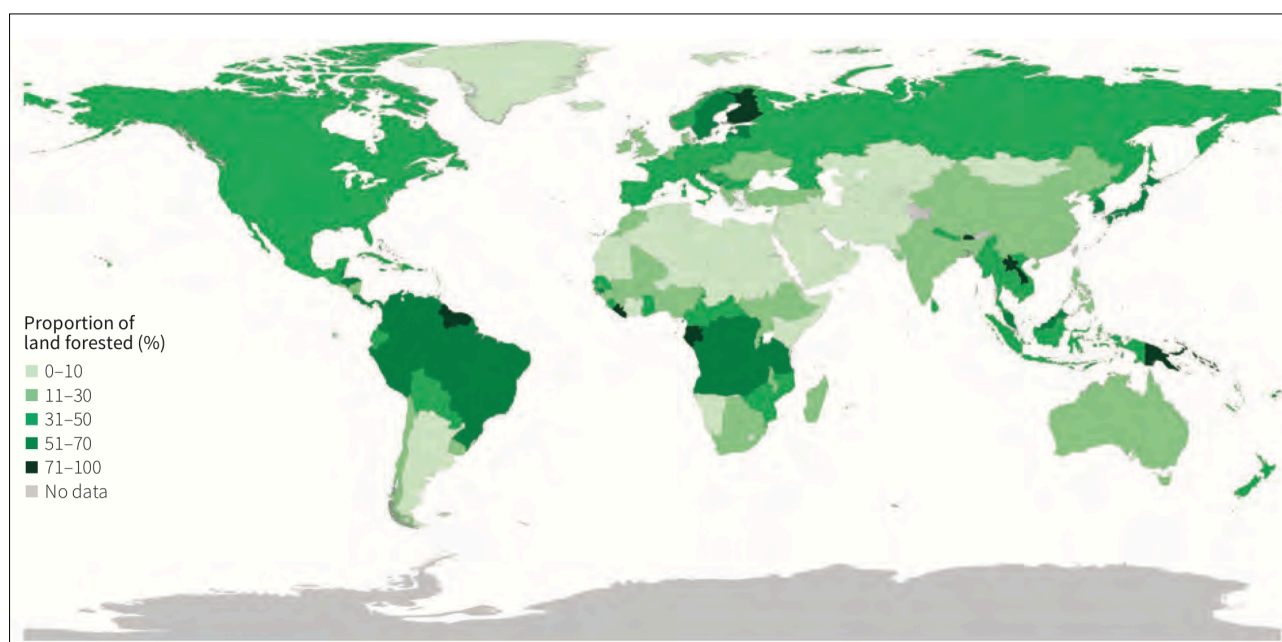 Proportion of
land forested (%)
0–10
11–30
31–50
51–70
71–100
No data